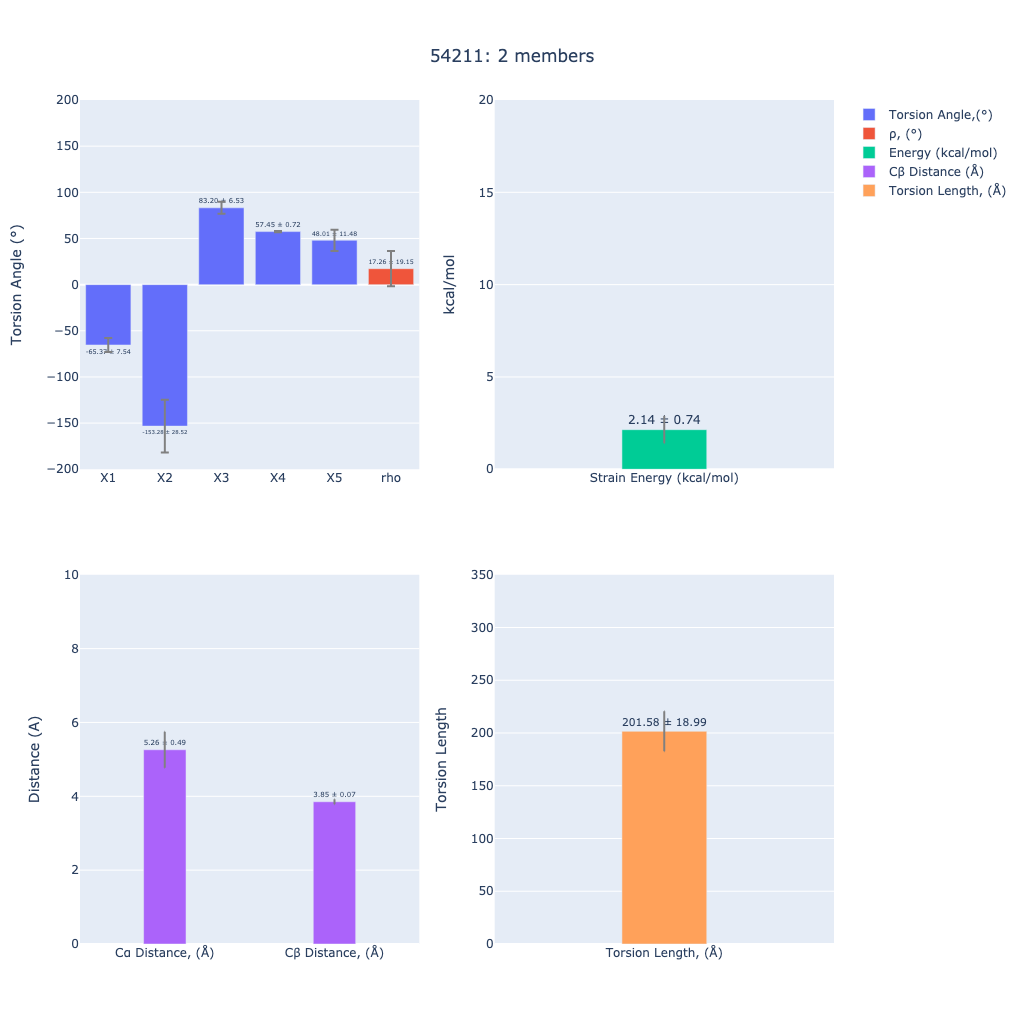 54211: 2 members
Torsion Angle (°)
200
150
100
50
0
−50
−100
−150
−200
-65.37 ± 7.54
-153.28 ± 28.52
83.20 ± 6.53
57.45 ± 0.72
48.01 ± 11.48
17.26 ± 19.15
X1 X2 X3 X4 X5 rho
kcal/mol
20
15
10
5
0
2.14 ± 0.74
Strain Energy (kcal/mol)
Torsion Angle,(°)
ρ, (°)
Energy (kcal/mol)
Cβ Distance (Å)
Torsion Length, (Å)
Distance (A)
10
8
6
4
2
0
5.26 ± 0.49
3.85 ± 0.07
Cα Distance, (Å) Cβ Distance, (Å)
Torsion Length
350
300
250
200
150
100
50
0
201.58 ± 18.99
Torsion Length, (Å)